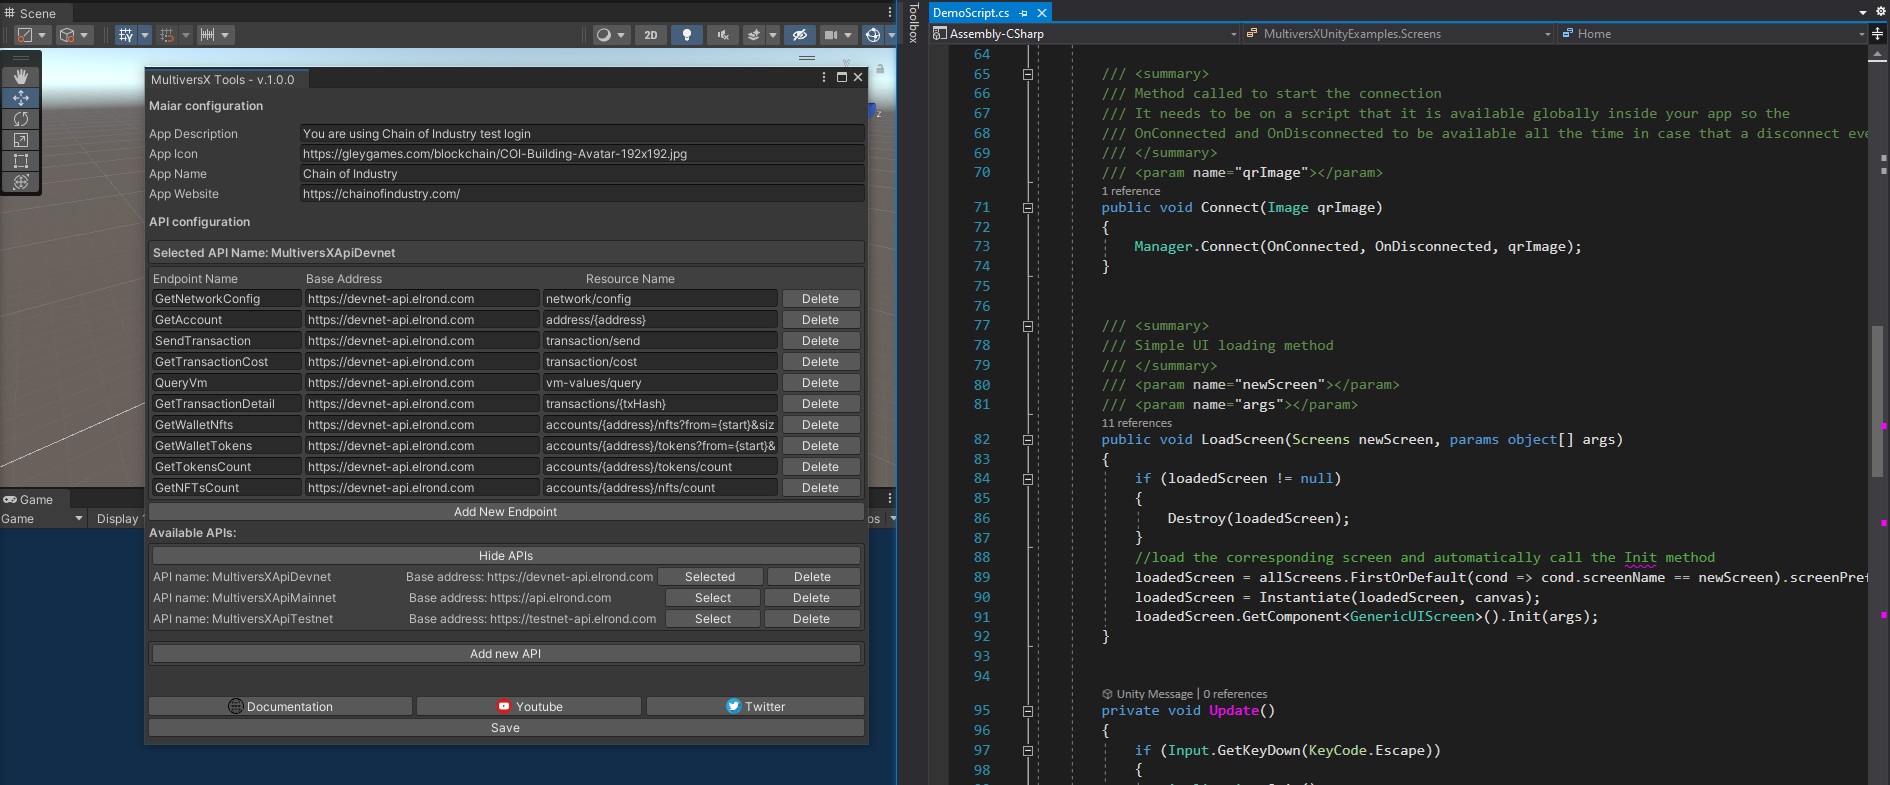 Scene
2D
z
Game
Game
Display
MultiversX Tools - v.1.0.0
Maiar configuration
App Description You are using Chain of Industry test login
App Icon https://gleygames.com/blockchain/COI-Building-Avatar-192x192.jpg
App Name Chain of Industry
App Website https://chainofindustry.com/
API configuration
Selected API Name: MultiversXApiDevnet
Endpoint Name Base Address Resource Name
GetNetworkConfig https://devnet-api.elrond.com network/config Delete
GetAccount https://devnet-api.elrond.com address/{address} Delete
SendTransaction https://devnet-api.elrond.com transaction/send Delete
GetTransactionCost https://devnet-api.elrond.com transaction/cost Delete
QueryVm https://devnet-api.elrond.com vm-values/query Delete
GetTransactionDetail https://devnet-api.elrond.com transactions/{txHash} Delete
GetWalletNfts https://devnet-api.elrond.com accounts/{address}/nfts?from={start}&siz Delete
GetWalletTokens https://devnet-api.elrond.com accounts/{address}/tokens?from={start}& Delete
GetTokensCount https://devnet-api.elrond.com accounts/{address}/tokens/count Delete
GetNFTsCount https://devnet-api.elrond.com accounts/{address}/nfts/count Delete
Add New Endpoint
Available APIs:
Hide APIs
API name: MultiversXApiDevnet Base address: https://devnet-api.elrond.com Selected Delete
API name: MultiversXApiMainnet Base address: https://api.elrond.com Select Delete
API name: MultiversXApiTestnet Base address: https://testnet-api.elrond.com Select Delete
Add new API
Documentation Youtube Twitter
Save
Toolbox
DemoScript.cs
Assembly-CSharp MultiversXUnityExamples.Screens Home
64
65 /// <summary>
66 /// Method called to start the connection
67 /// It needs to be on a script that it is available globally inside your app so the
68 /// OnConnected and OnDisconnected to be available all the time in case that a disconnect eve
69 /// </summary>
70 /// <param name="qrImage"></param>
1 reference
71 public void Connect(Image qrImage)
72 {
73 Manager.Connect(OnConnected, OnDisconnected, qrImage);
74 }
75
76
77 /// <summary>
78 /// Simple UI loading method
79 /// </summary>
80 /// <param name="newScreen"></param>
81 /// <param name="args"></param>
11 references
82 public void LoadScreen(Screens newScreen, params object[] args)
83 {
84 if (loadedScreen != null)
85 {
86 Destroy(loadedScreen);
87 }
88 //load the corresponding screen and automatically call the Init method
89 loadedScreen = allScreens.FirstOrDefault(cond => cond.screenName == newScreen).screenPref
90 loadedScreen = Instantiate(loadedScreen, canvas);
91 loadedScreen.GetComponent<GenericUIScreen>().Init(args);
92 }
93
94
Unity Message | 0 references
95 private void Update()
96 {
97 if (Input.GetKeyDown(KeyCode.Escape))
98 {